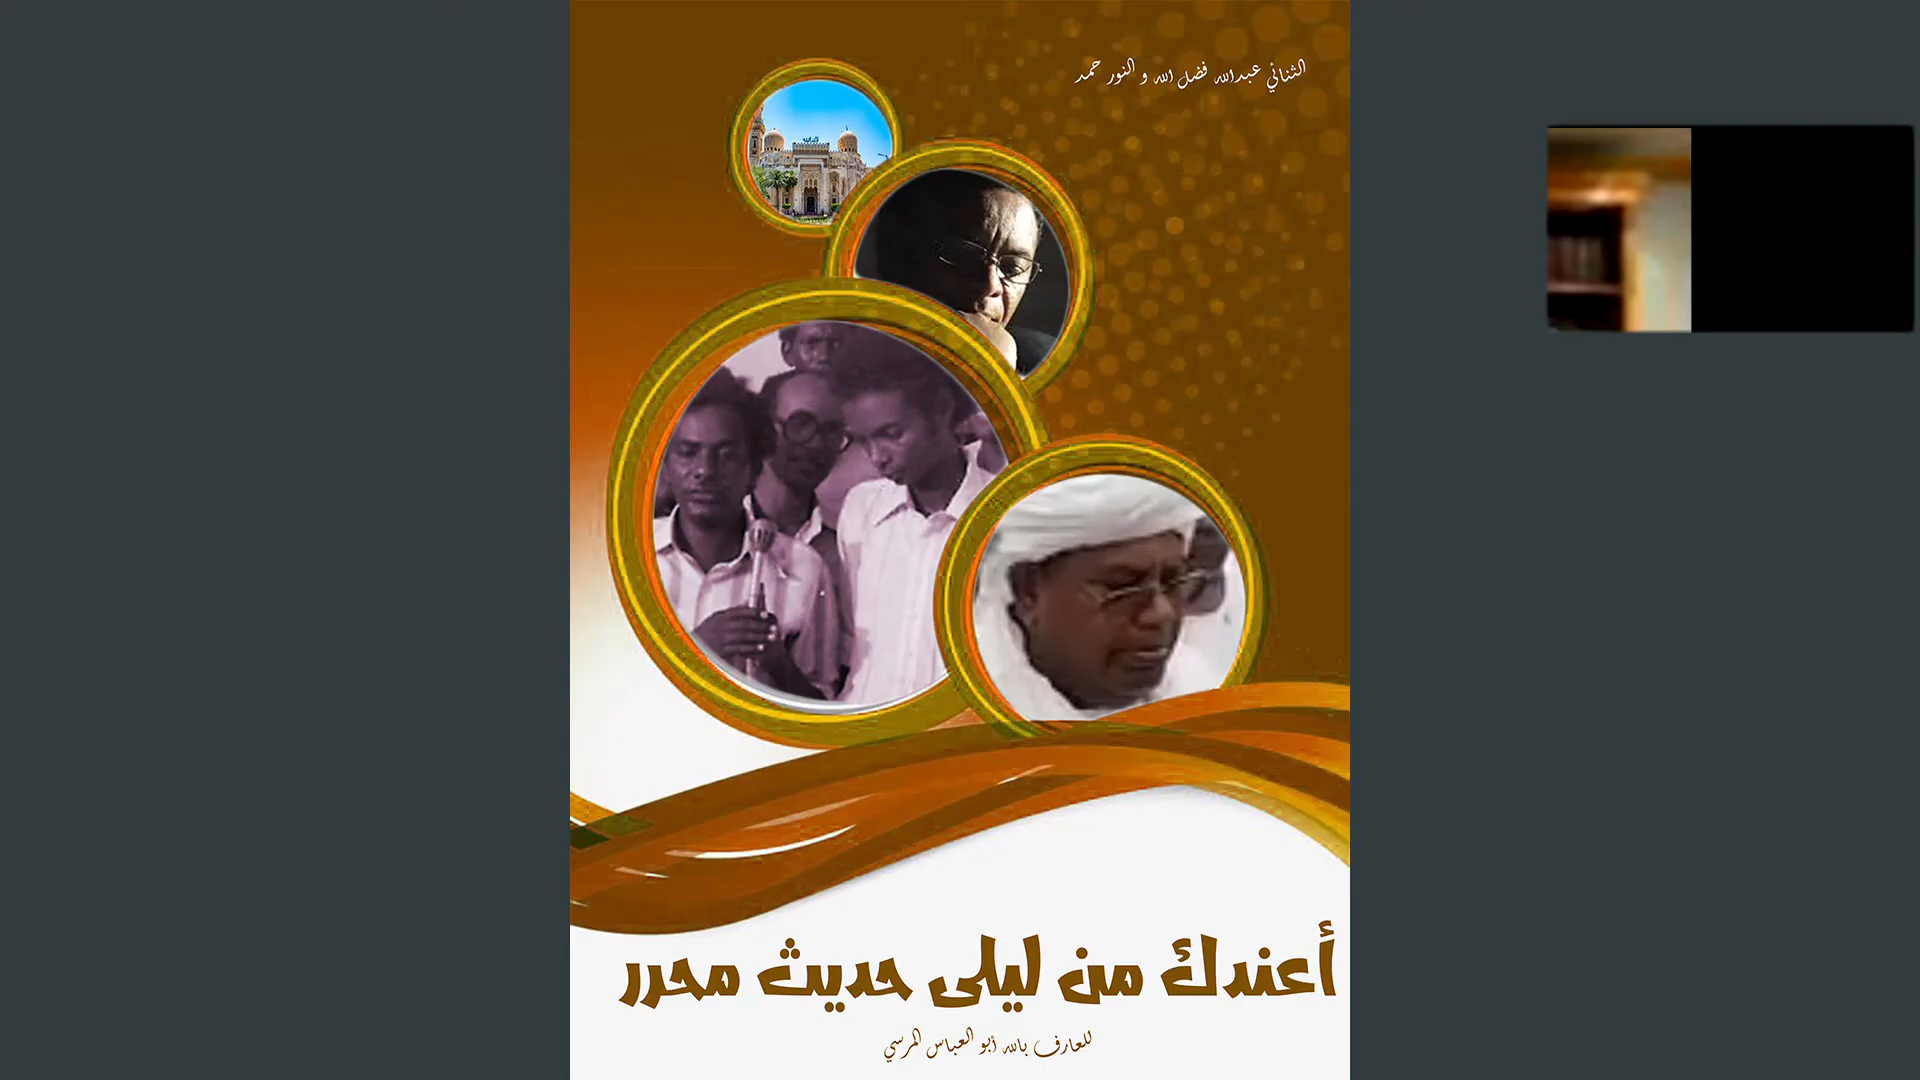 الثنائي عبدالله فضل الله و النور حمد
أعندك من ليلى حديث محرر
للعارف بالله أبو العباس المرسي